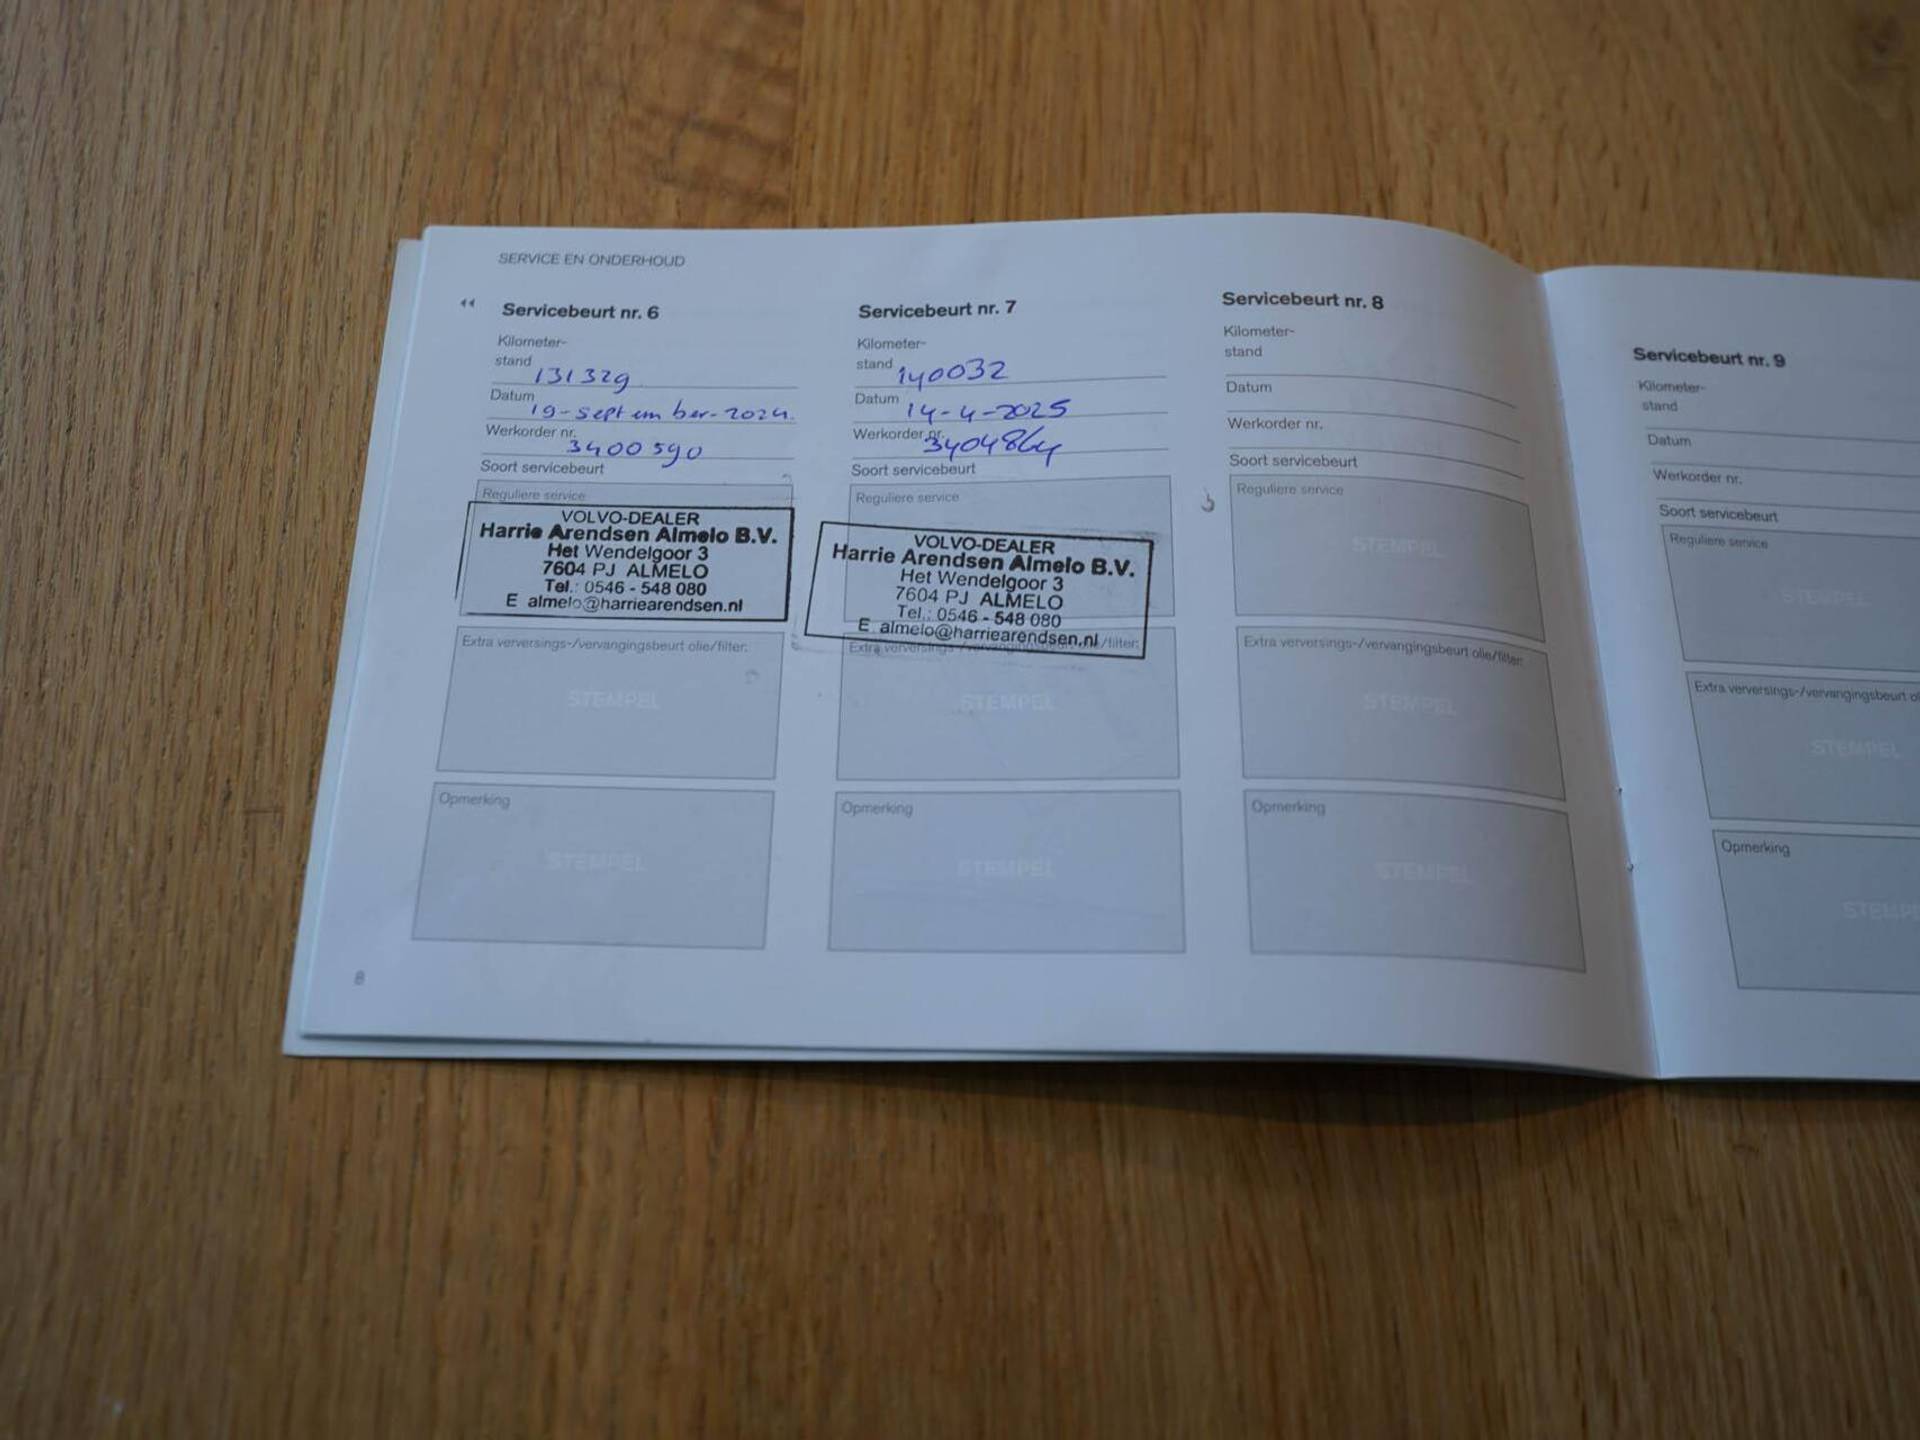 SERVICE EN ONDERHOUD
Servicebeurt nr. 6
Kilometer-
stand 131329
Datum 19-september-2024.
Werkorder nr. 3400590
Soort servicebeurt
Reguliere service
VOLVO-DEALER
Harrie Arendsen Almelo B.V.
Het Wendelgoor 3
7604 PJ ALMELO
Tel.: 0546 - 548 080
E almelo@harriearendsen.nl
Extra verversings-/vervangingsbeurt olie/filter:
STEMPEL
Opmerking
STEMPEL
8
Servicebeurt nr. 7
Kilometer-
stand 140032
Datum 14-4-2025
Werkorder nr. 3404864
Soort servicebeurt
Reguliere service
VOLVO-DEALER
Harrie Arendsen Almelo B.V.
Het Wendelgoor 3
7604 PJ ALMELO
Tel.: 0546 - 548 080
E. almelo@harriearendsen.nl
Extra verversings-/vervangingsbeurt olie/filter:
STEMPEL
Opmerking
STEMPEL
Servicebeurt nr. 8
Kilometer-
stand
Datum
Werkorder nr.
Soort servicebeurt
Reguliere service
STEMPEL
Extra verversings-/vervangingsbeurt olie/filter:
STEMPEL
Opmerking
STEMPEL
Servicebeurt nr. 9
Kilometer-
stand
Datum
Werkorder nr.
Soort servicebeurt
Reguliere service
STEMPEL
Extra verversings-/vervangingsbeurt ol
STEMPEL
Opmerking
STEMPE